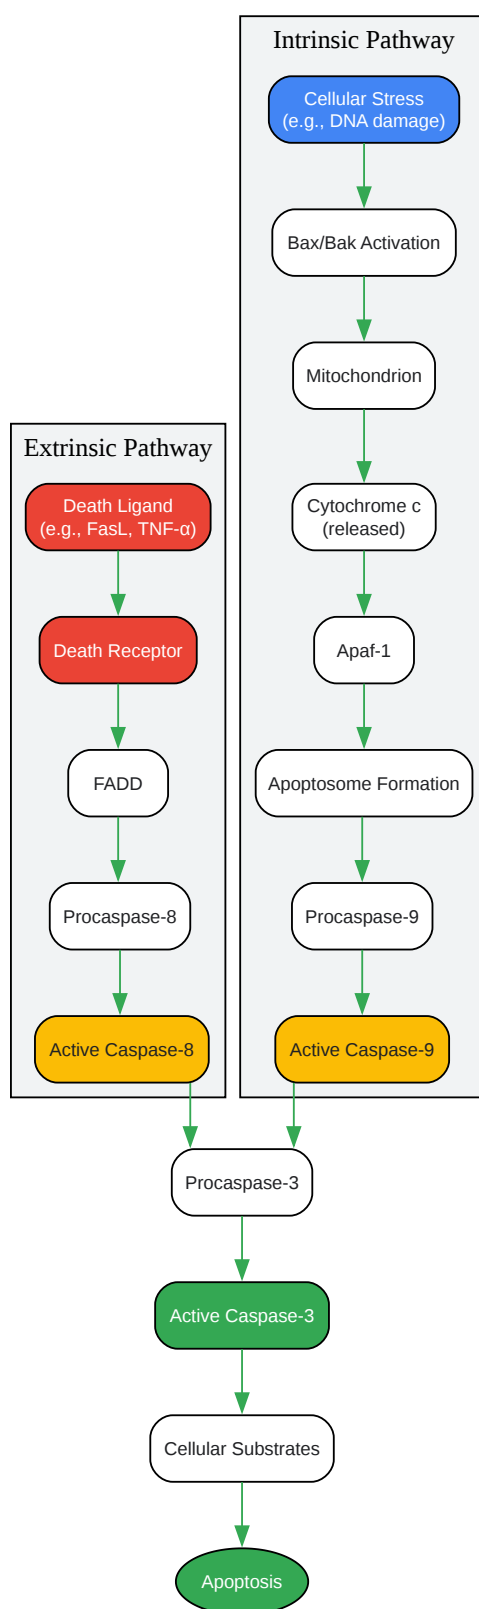 Intrinsic Pathway
Cellular Stress
(e.g., DNA damage)
Bax/Bak Activation
Mitochondrion
Cytochrome c
(released)
Apaf-1
Apoptosome Formation
Procaspase-9
Active Caspase-9
Extrinsic Pathway
Death Ligand
(e.g., FasL, TNF-α)
Death Receptor
FADD
Procaspase-8
Active Caspase-8
Procaspase-3
Active Caspase-3
Cellular Substrates
Apoptosis